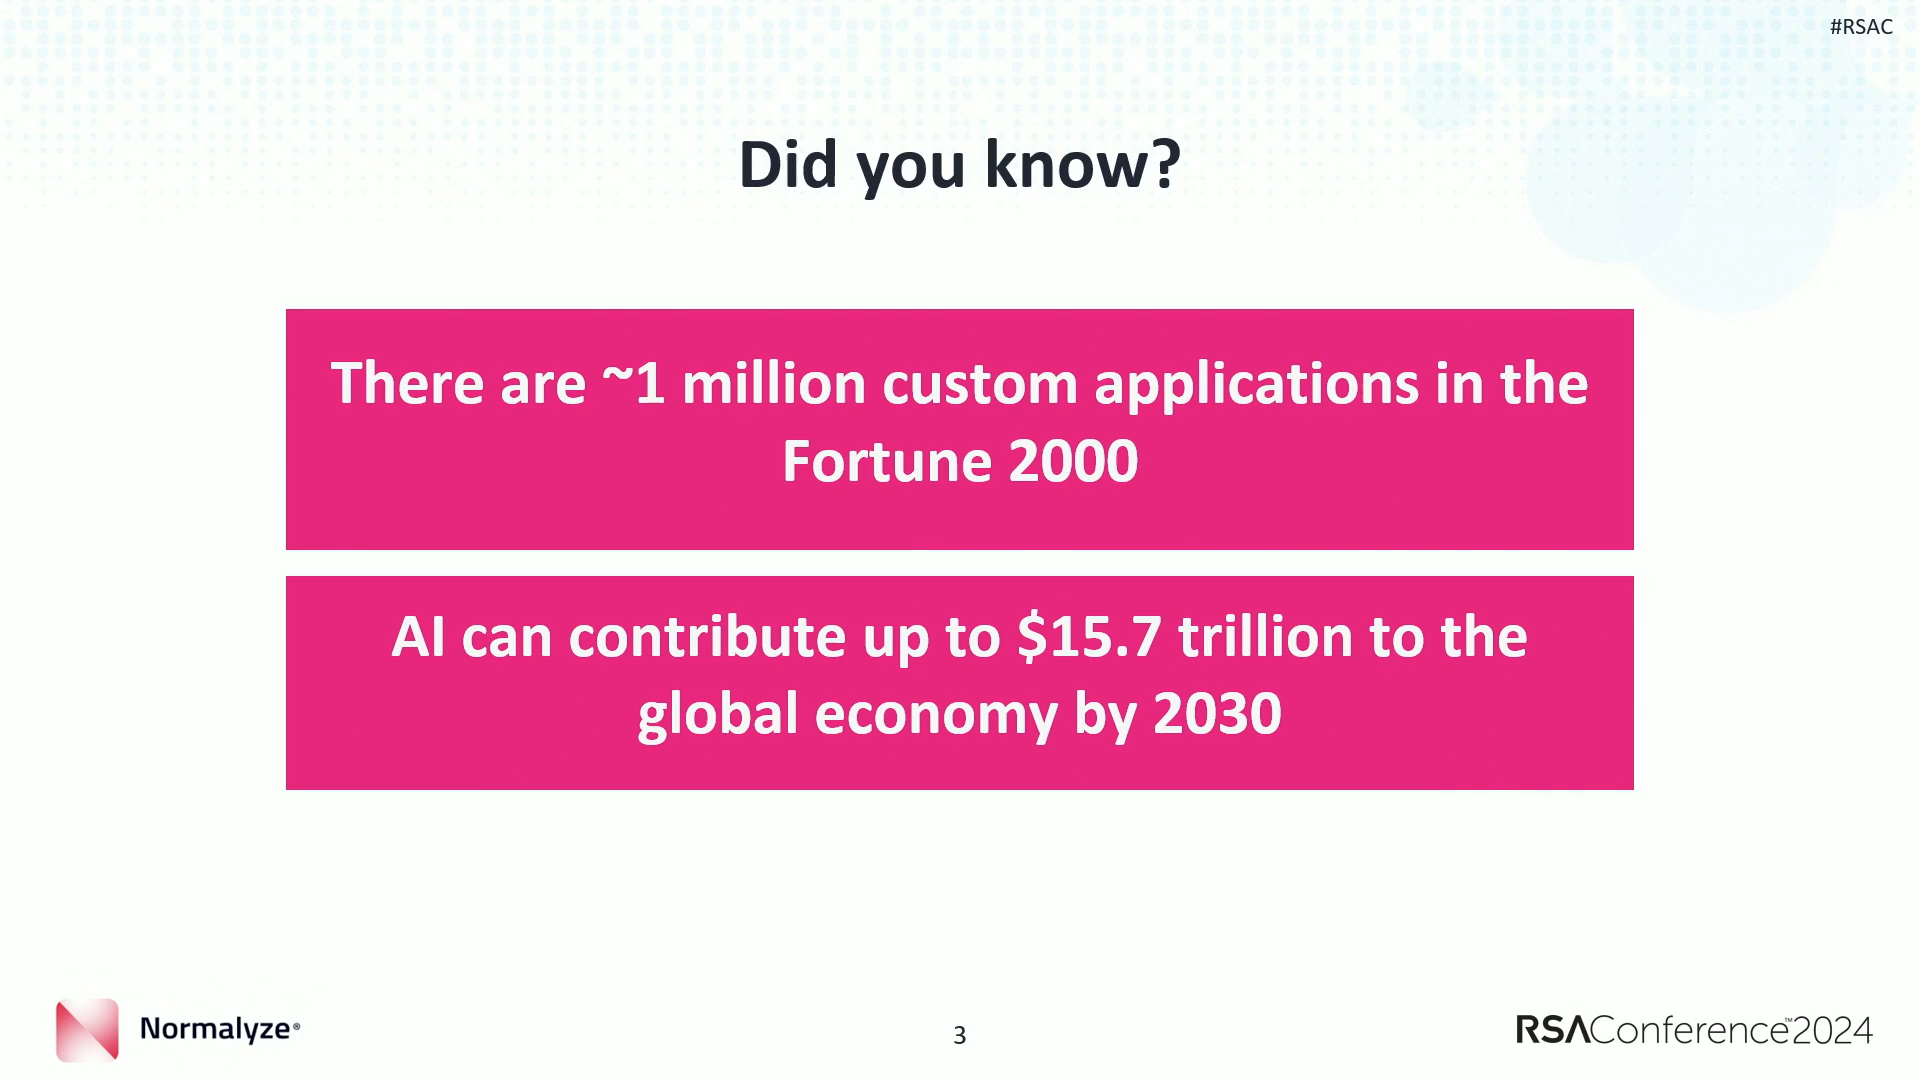 #RSAC
Did you know?
There are ~1 million custom applications in the
Fortune 2000
AI can contribute up to $15.7 trillion to the
global economy by 2030
Normalyze®
3
RSAConference™2024